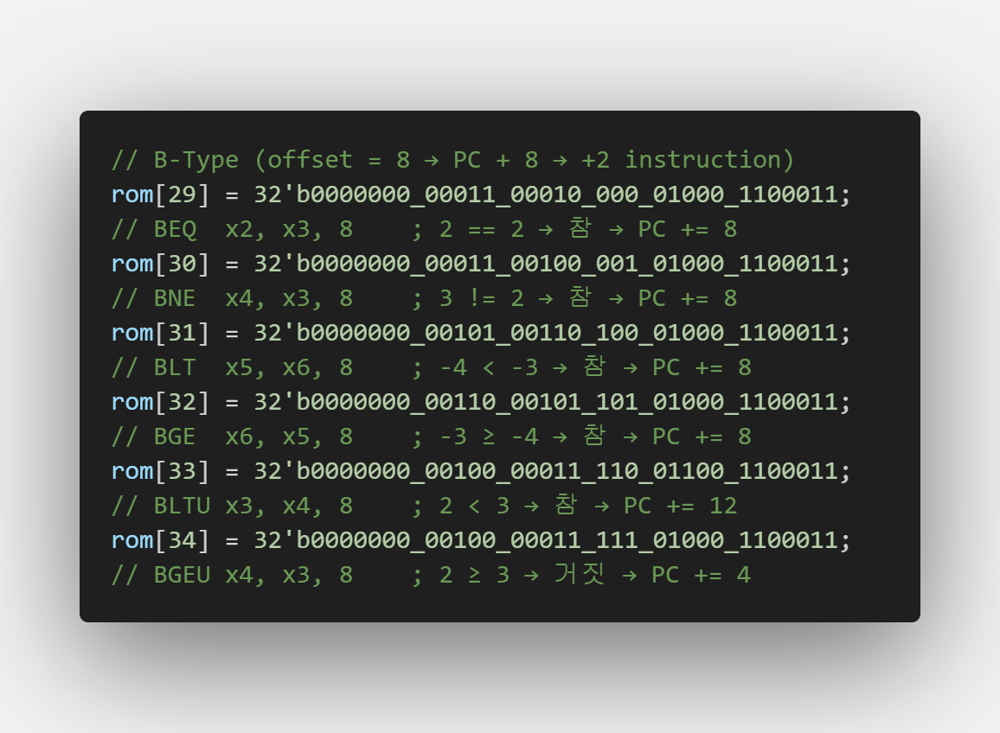 // B-Type (offset = 8 → PC + 8 → +2 instruction)
rom[29] = 32'b0000000_00011_00010_000_01000_1100011;
// BEQ  x2, x3, 8    ; 2 == 2 → 참 → PC += 8
rom[30] = 32'b0000000_00011_00100_001_01000_1100011;
// BNE  x4, x3, 8    ; 3 != 2 → 참 → PC += 8
rom[31] = 32'b0000000_00101_00110_100_01000_1100011;
// BLT  x5, x6, 8    ; -4 < -3 → 참 → PC += 8
rom[32] = 32'b0000000_00110_00101_101_01000_1100011;
// BGE  x6, x5, 8    ; -3 ≥ -4 → 참 → PC += 8
rom[33] = 32'b0000000_00100_00011_110_01100_1100011;
// BLTU x3, x4, 8    ; 2 < 3 → 참 → PC += 12
rom[34] = 32'b0000000_00100_00011_111_01000_1100011;
// BGEU x4, x3, 8    ; 2 ≥ 3 → 거짓 → PC += 4